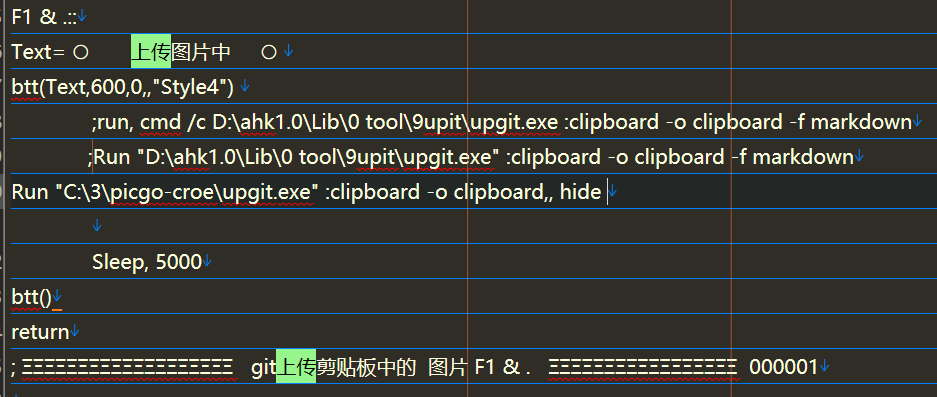 F1 & .::
Text= ○ 上传图片中 ○
btt(Text,600,0,,"Style4")
;run, cmd /c D:\ahk1.0\Lib\0 tool\9upit\upgit.exe :clipboard -o clipboard -f markdown
;Run "D:\ahk1.0\Lib\0 tool\9upit\upgit.exe" :clipboard -o clipboard -f markdown
Run "C:\3\picgo-croe\upgit.exe" :clipboard -o clipboard,, hide
Sleep, 5000
btt()
return
; ΞΞΞΞΞΞΞΞΞΞΞΞΞΞΞΞΞΞΞ git上传剪贴板中的 图片 F1 & . ΞΞΞΞΞΞΞΞΞΞΞΞΞΞΞΞΞ 000001